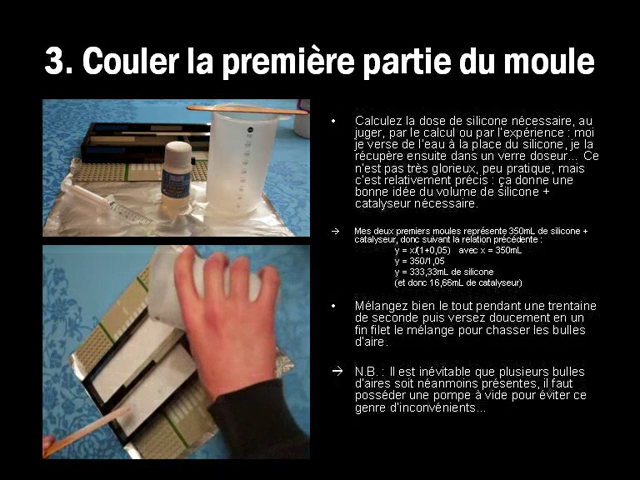 3. Couler la première partie du moule
• Calculez la dose de silicone nécessaire, au
juger, par le calcul ou par l'expérience : moi
je verse de l'eau à la place du silicone, je la
récupère ensuite dans un verre doseur... Ce
n'est pas très glorieux, peu pratique, mais
c'est relativement précis : ça donne une
bonne idée du volume de silicone +
catalyseur nécessaire.
→ Mes deux premiers moules représente 350mL de silicone +
catalyseur, donc suivant la relation précédente :
y = x/(1+0,05) avec x = 350mL
y = 350/1,05
y = 333,33mL de silicone
(et donc 16,66mL de catalyseur)
• Mélangez bien le tout pendant une trentaine
de seconde puis versez doucement en un
fin filet le mélange pour chasser les bulles
d'aire.
→ N.B. : Il est inévitable que plusieurs bulles
d'aires soit néanmoins présentes, il faut
posséder une pompe à vide pour éviter ce
genre d'inconvénients...